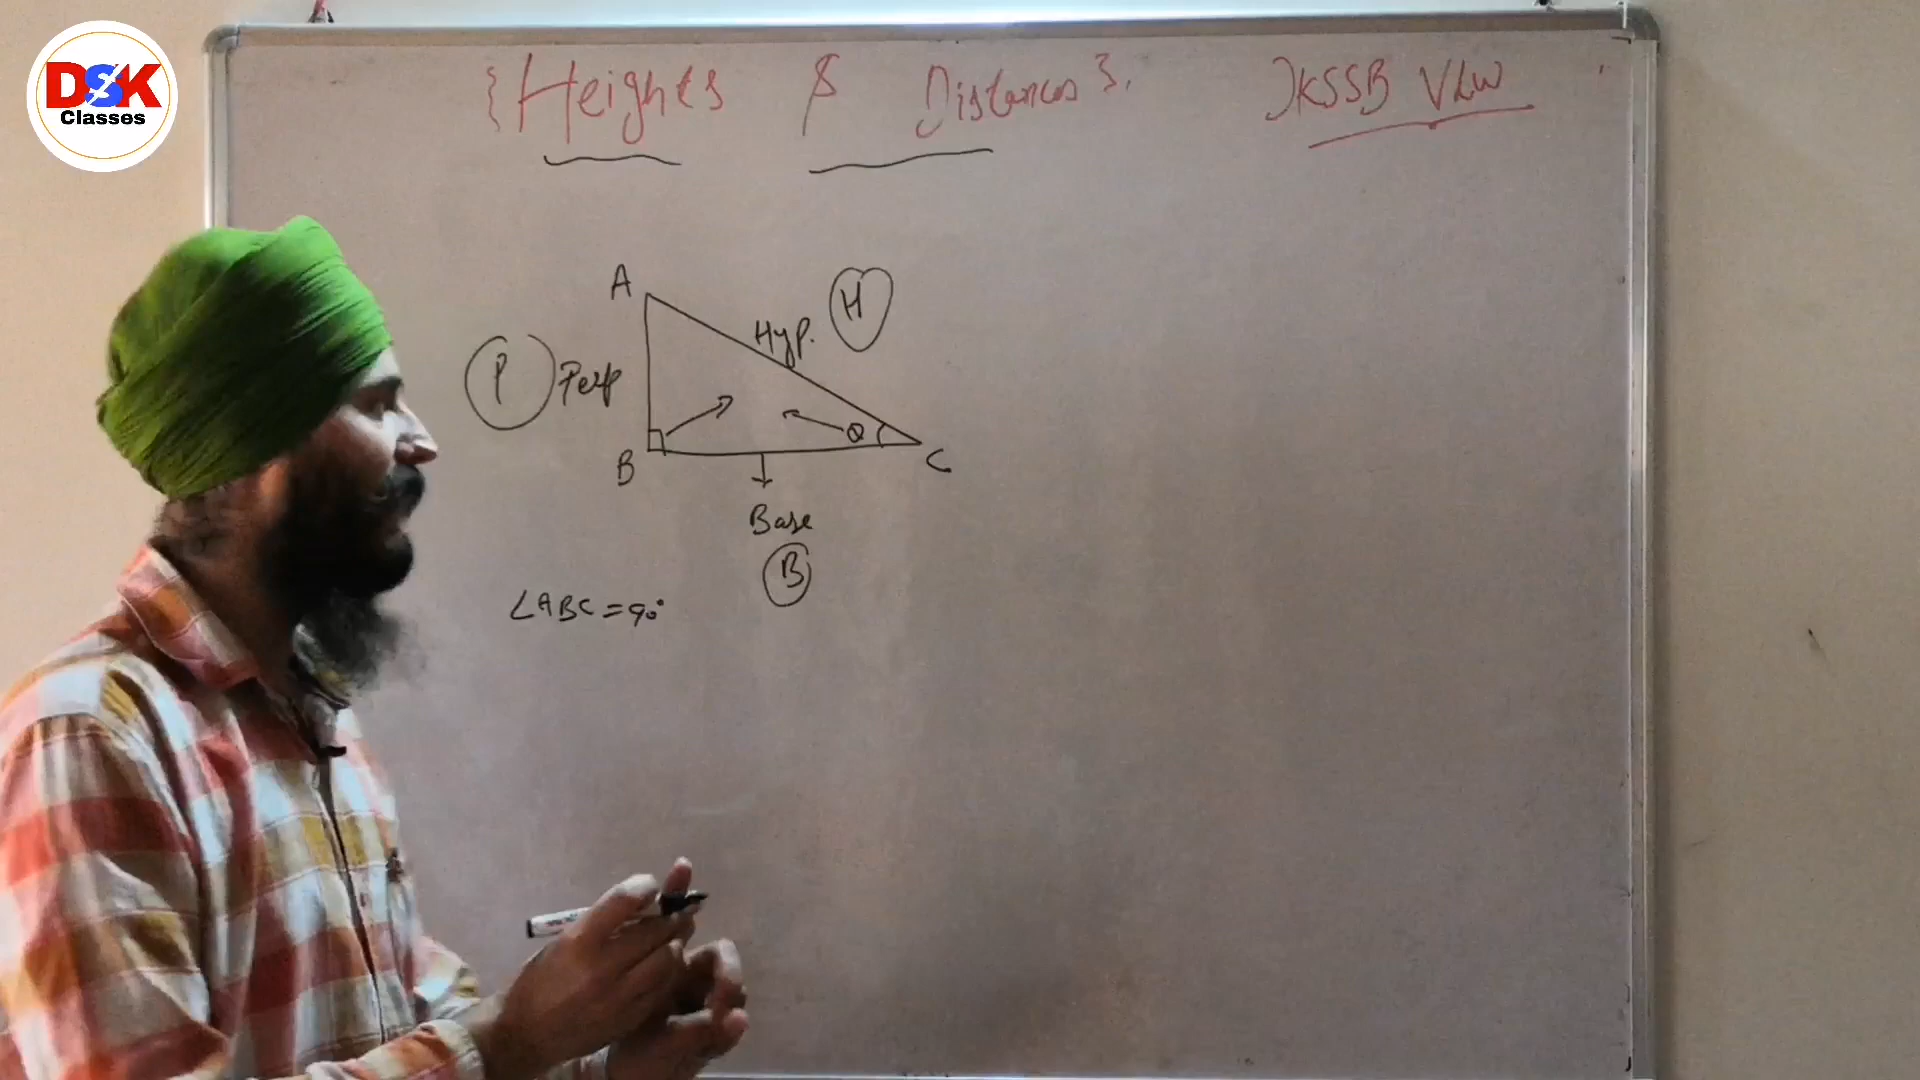 DSK
Classes
{Heights & Distances}. JKSSB VLW
A
Hyp. H
P Perp
θ
B C
Base
B
∠ABC=90°